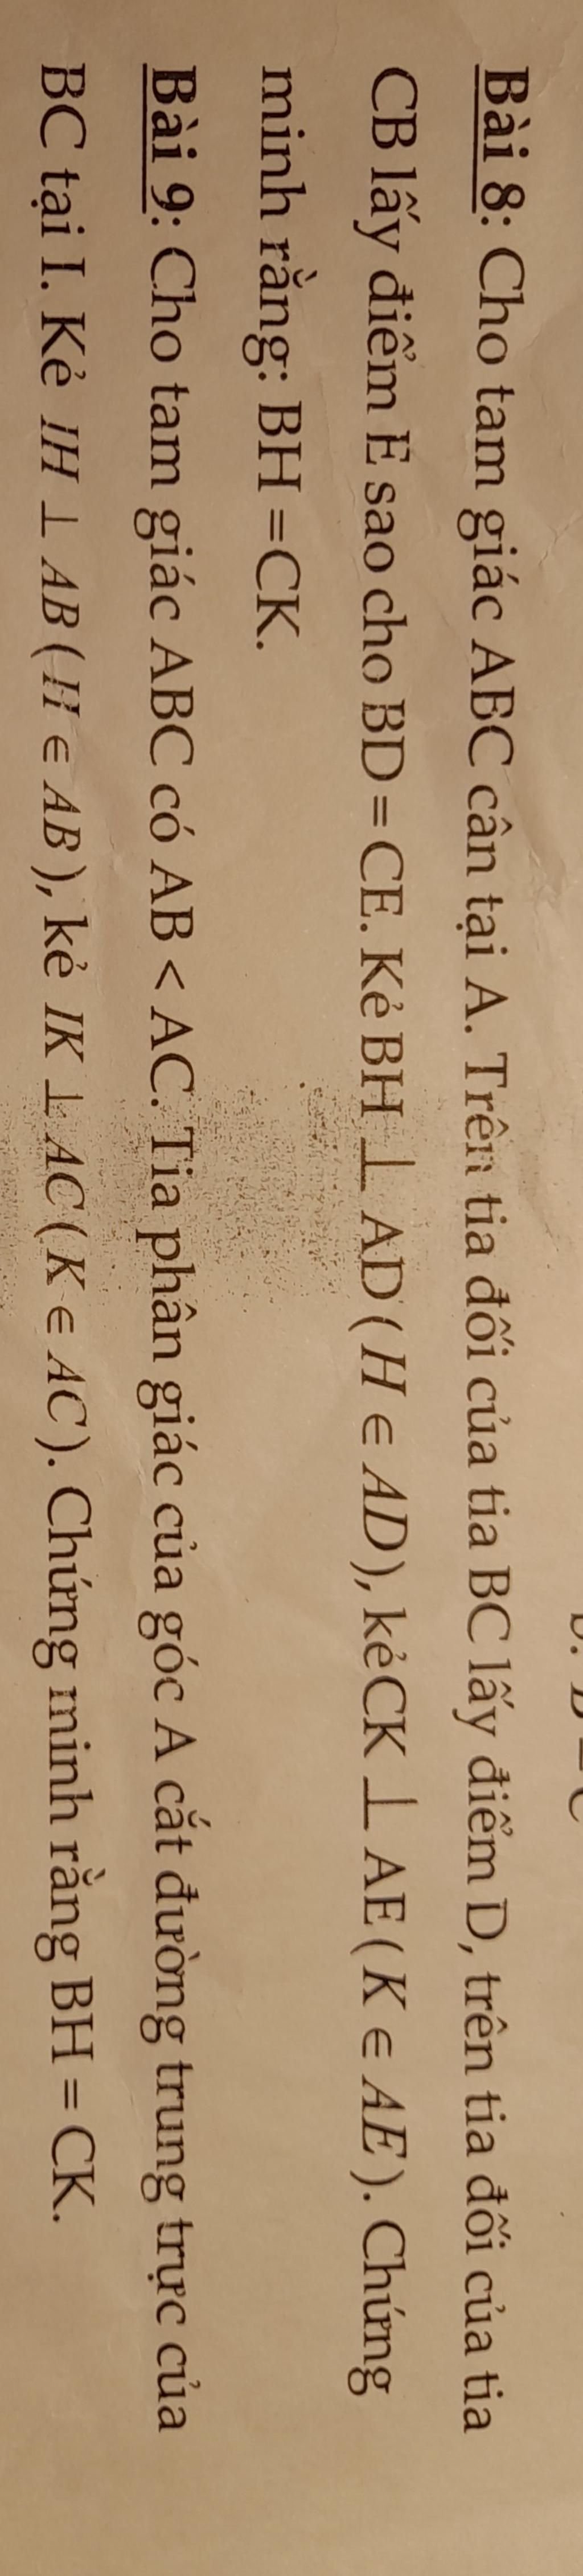 Bài 8: Cho tam giác ABC cân tại A. Trên tia đối của tia BC lấy điểm D, trên tia đối của tia
CB lấy điểm E sao cho BD=CE. Kẻ BH ⊥ AD (H ∈ AD), kẻ CK ⊥ AE (K ∈ AE). Chứng
minh rằng: BH =CK.
Bài 9: Cho tam giác ABC có AB < AC. Tia phân giác của góc A cắt đường trung trực của
BC tại I. Kẻ IH ⊥ AB (H ∈ AB), kẻ IK ⊥ AC (K ∈ AC). Chứng minh rằng BH = CK.